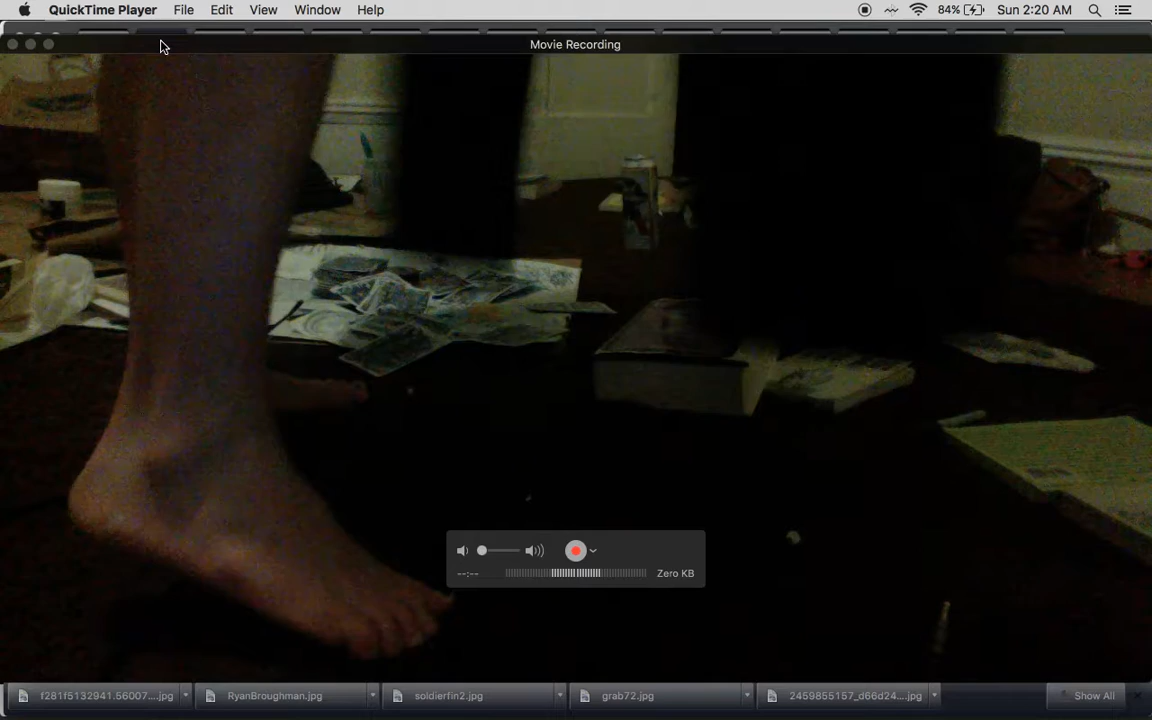 QuickTime Player File Edit View Window Help 84% Sun 2:20 AM
Movie Recording
--:-- Zero KB
f281f5132941.56007....jpg RyanBroughman.jpg soldierfin2.jpg grab72.jpg 2459855157_d66d24....jpg Show All